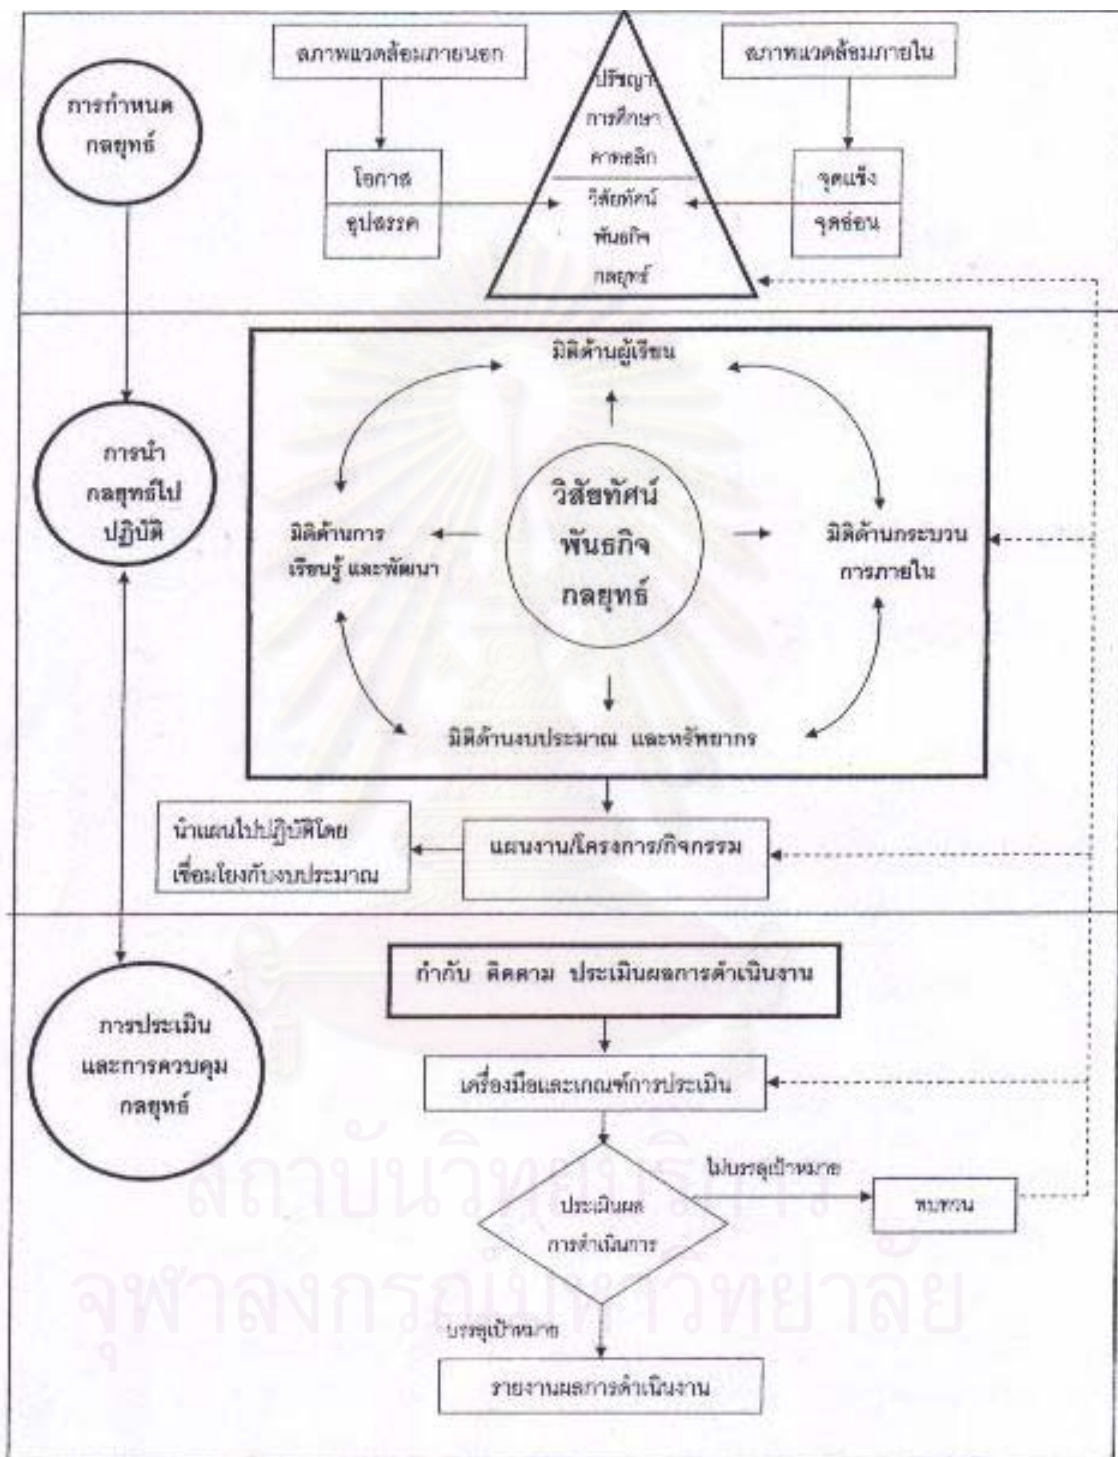 สภาพแวดล้อมภายนอก
สภาพแวดล้อมภายใน
การกำหนด
กลยุทธ์
ปรัชญา
การศึกษา
คาทอลิก
โอกาส
อุปสรรค
จุดแข็ง
จุดอ่อน
วิสัยทัศน์
พันธกิจ
กลยุทธ์
มิติด้านผู้เรียน
การนำ
กลยุทธ์ไป
ปฏิบัติ
วิสัยทัศน์
พันธกิจ
กลยุทธ์
มิติด้านการ
เรียนรู้ และพัฒนา
มิติด้านกระบวน
การภายใน
มิติด้านงบประมาณ และทรัพยากร
นำแผนไปปฏิบัติโดย
เชื่อมโยงกับงบประมาณ
แผนงาน/โครงการ/กิจกรรม
กำกับ ติดตาม ประเมินผลการดำเนินงาน
การประเมิน
และการควบคุม
กลยุทธ์
เครื่องมือและเกณฑ์การประเมิน
ไม่บรรลุเป้าหมาย
ประเมินผล
การดำเนินการ
ทบทวน
บรรลุเป้าหมาย
รายงานผลการดำเนินงาน
สถาบันวิทยบริการ
จุฬาลงกรณ์มหาวิทยาลัย